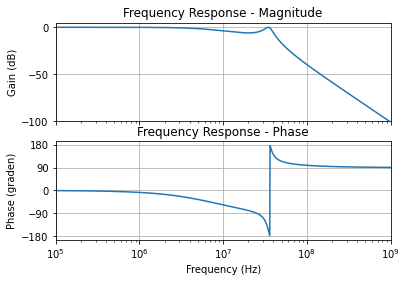 Frequency Response - Magnitude
Gain (dB)
0
−50
−100
Frequency Response - Phase
Phase (graden)
180
90
0
−90
−180
10^5 10^6 10^7 10^8 10^9
Frequency (Hz)